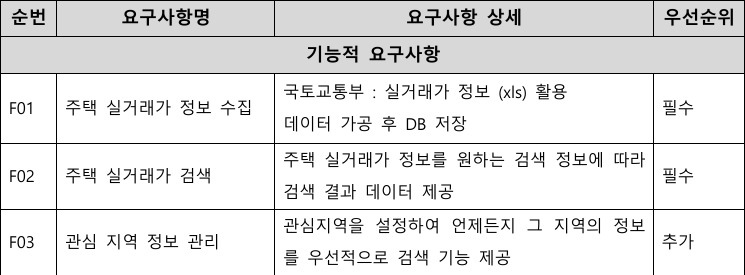 순번 요구사항명 요구사항 상세 우선순위
기능적 요구사항
F01 주택 실거래가 정보 수집 국토교통부 : 실거래가 정보 (xls) 활용 필수
데이터 가공 후 DB 저장
F02 주택 실거래가 검색 주택 실거래가 정보를 원하는 검색 정보에 따라 필수
검색 결과 데이터 제공
F03 관심 지역 정보 관리 관심지역을 설정하여 언제든지 그 지역의 정보 추가
를 우선적으로 검색 기능 제공